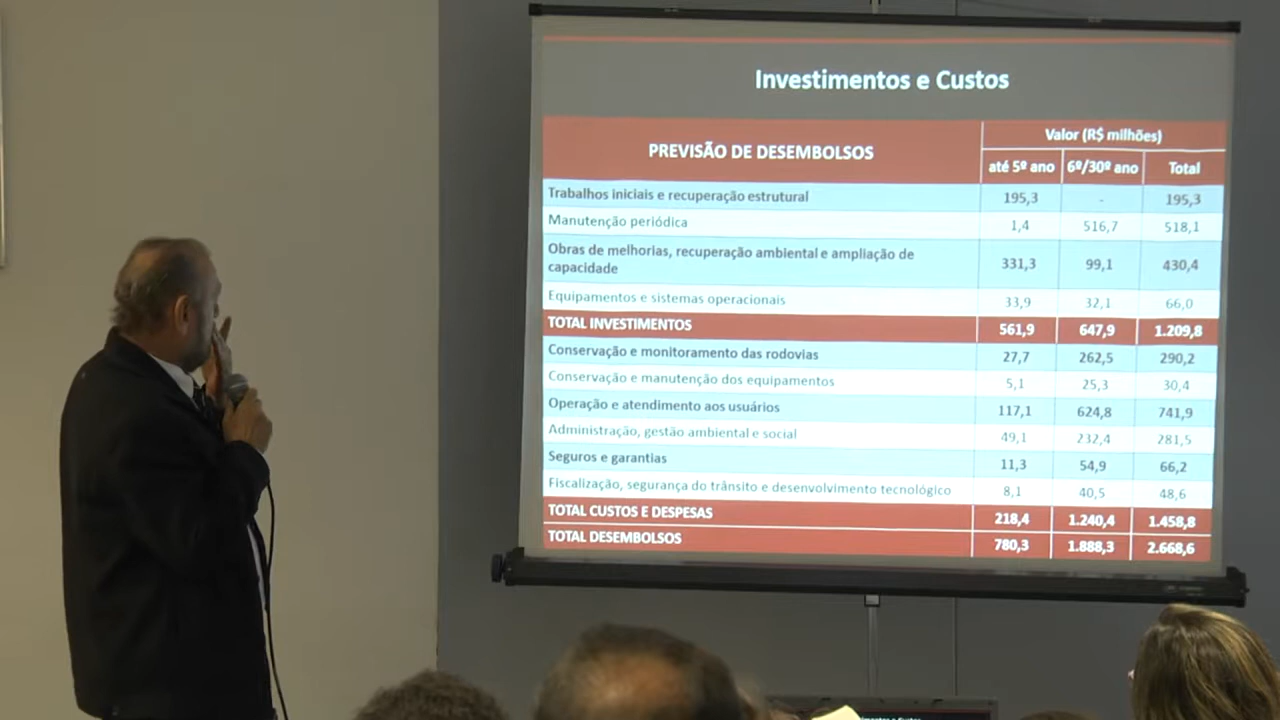 Investimentos e Custos
PREVISÃO DE DESEMBOLSOS
Valor (R$ milhões)
até 5º ano 6º/30º ano Total
Trabalhos iniciais e recuperação estrutural 195,3 - 195,3
Manutenção periódica 1,4 516,7 518,1
Obras de melhorias, recuperação ambiental e ampliação de
capacidade 331,3 99,1 430,4
Equipamentos e sistemas operacionais 33,9 32,1 66,0
TOTAL INVESTIMENTOS 561,9 647,9 1.209,8
Conservação e monitoramento das rodovias 27,7 262,5 290,2
Conservação e manutenção dos equipamentos 5,1 25,3 30,4
Operação e atendimento aos usuários 117,1 624,8 741,9
Administração, gestão ambiental e social 49,1 232,4 281,5
Seguros e garantias 11,3 54,9 66,2
Fiscalização, segurança do trânsito e desenvolvimento tecnológico 8,1 40,5 48,6
TOTAL CUSTOS E DESPESAS 218,4 1.240,4 1.458,8
TOTAL DESEMBOLSOS 780,3 1.888,3 2.668,6